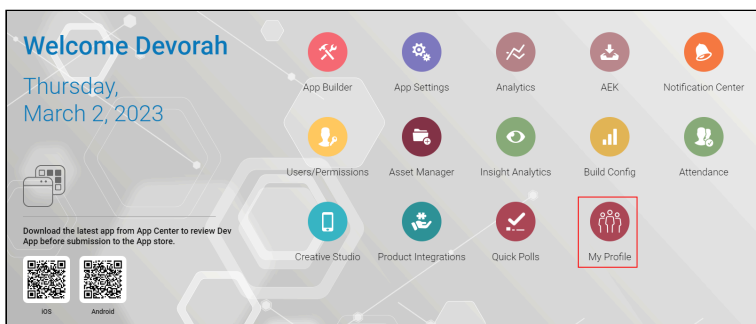 Welcome Devorah
Thursday,
March 2, 2023
Download the latest app from App Center to review Dev
App before submission to the App store.
iOS
Android
App Builder
App Settings
Analytics
AEK
Notification Center
Users/Permissions
Asset Manager
Insight Analytics
Build Config
Attendance
Creative Studio
Product Integrations
Quick Polls
My Profile